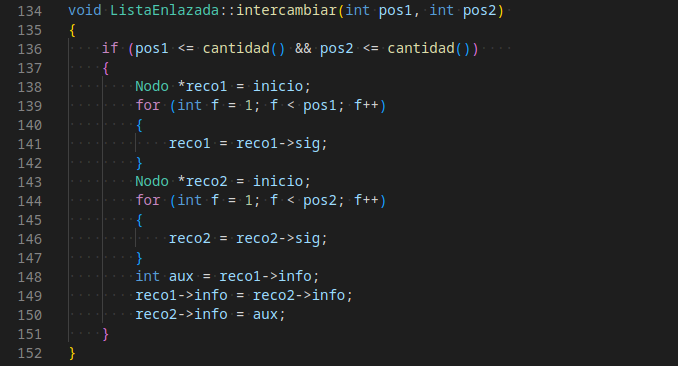 134 void ListaEnlazada::intercambiar(int pos1, int pos2)
135 {
136     if (pos1 <= cantidad() && pos2 <= cantidad())
137     {
138         Nodo *reco1 = inicio;
139         for (int f = 1; f < pos1; f++)
140         {
141             reco1 = reco1->sig;
142         }
143         Nodo *reco2 = inicio;
144         for (int f = 1; f < pos2; f++)
145         {
146             reco2 = reco2->sig;
147         }
148         int aux = reco1->info;
149         reco1->info = reco2->info;
150         reco2->info = aux;
151     }
152 }